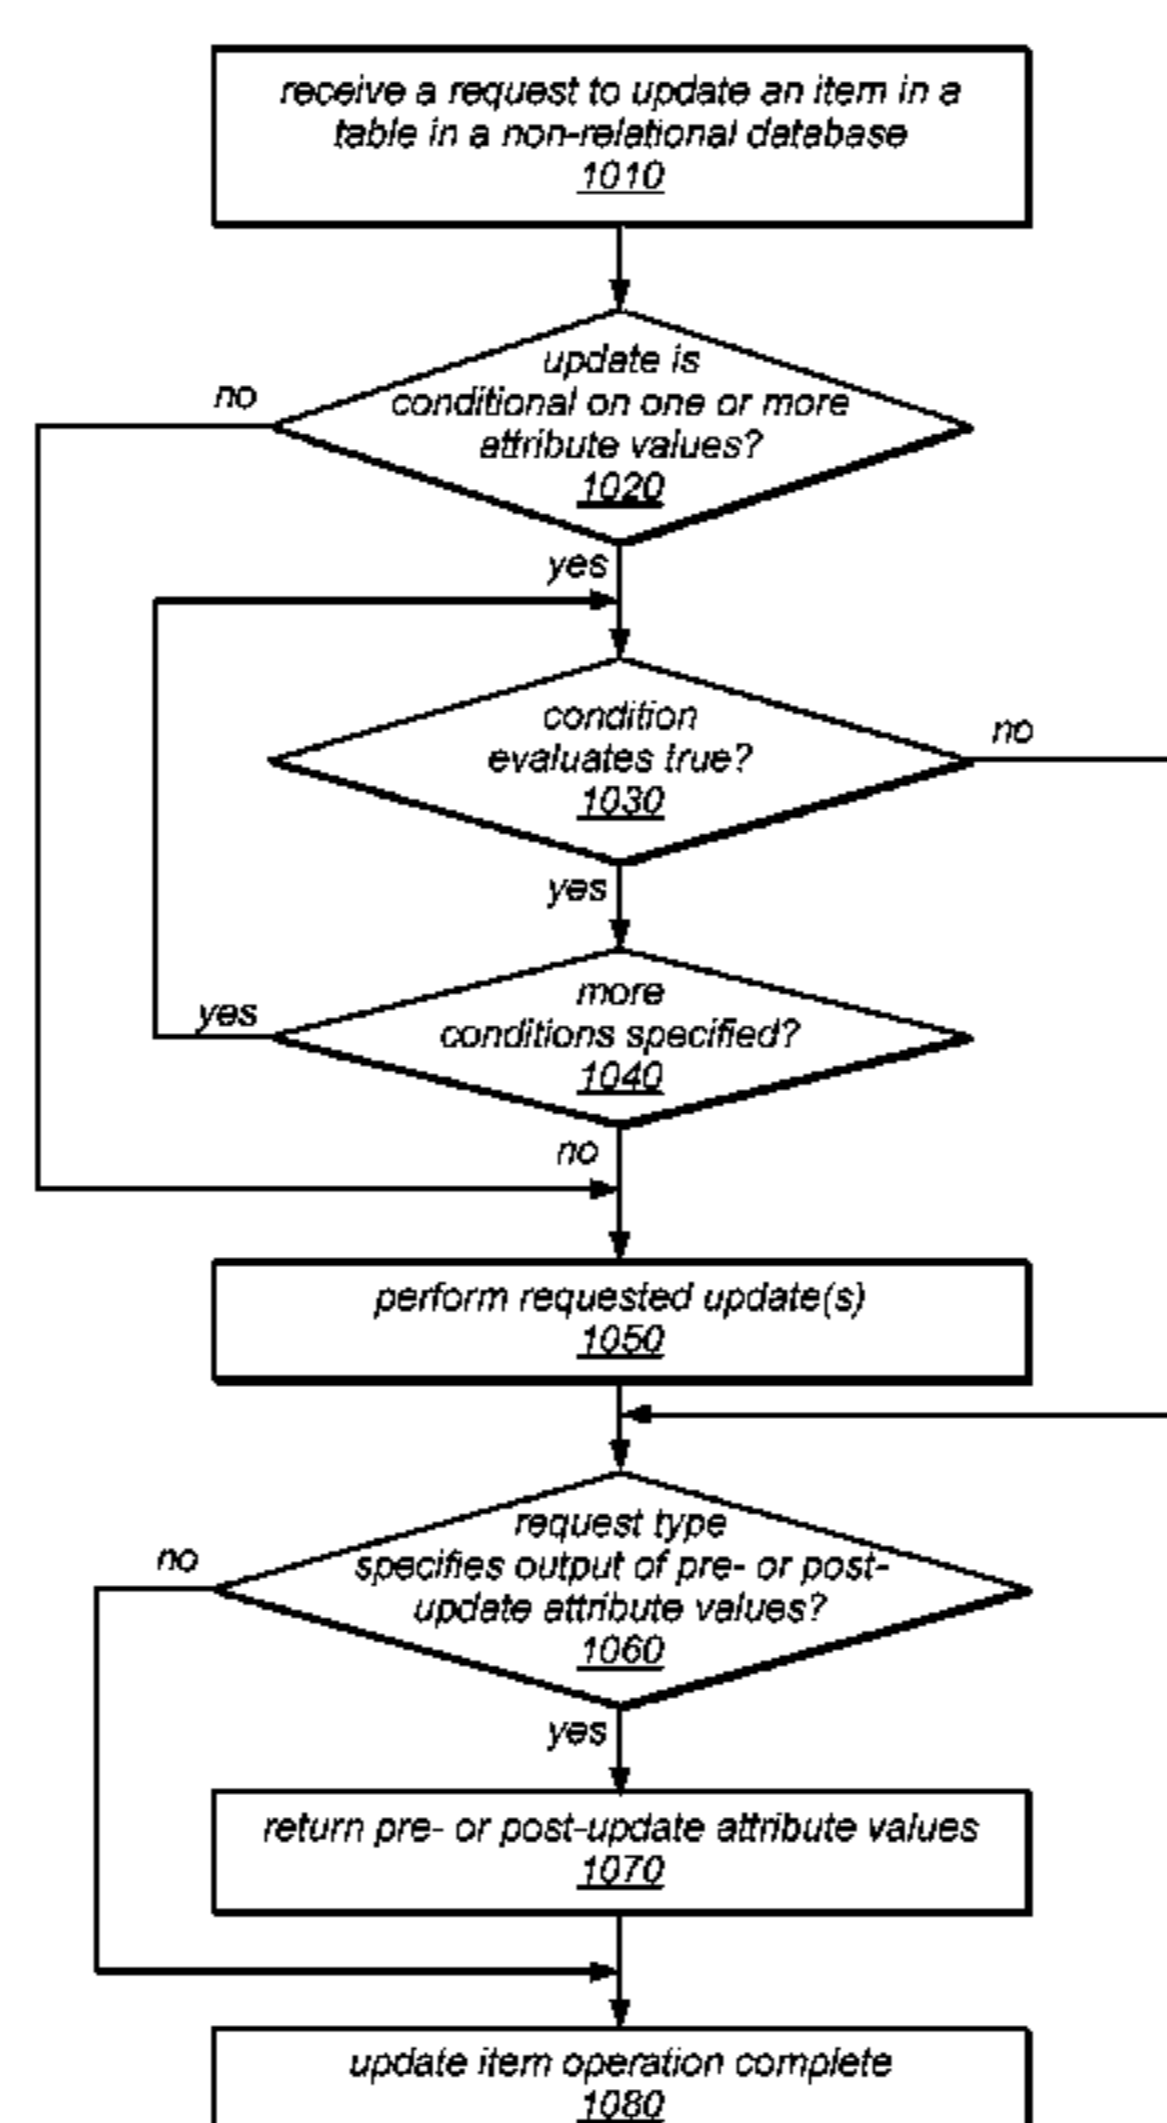 receive a request to update an item in a
table in a non-relational database
1010
update is
conditional on one or more
attribute values?
1020
no
yes
condition
evaluates true?
1030
no
yes
more
conditions specified?
1040
yes
no
perform requested update(s)
1050
request type
specifies output of pre- or post-
update attribute values?
1060
no
yes
return pre- or post-update attribute values
1070
update item operation complete
1080